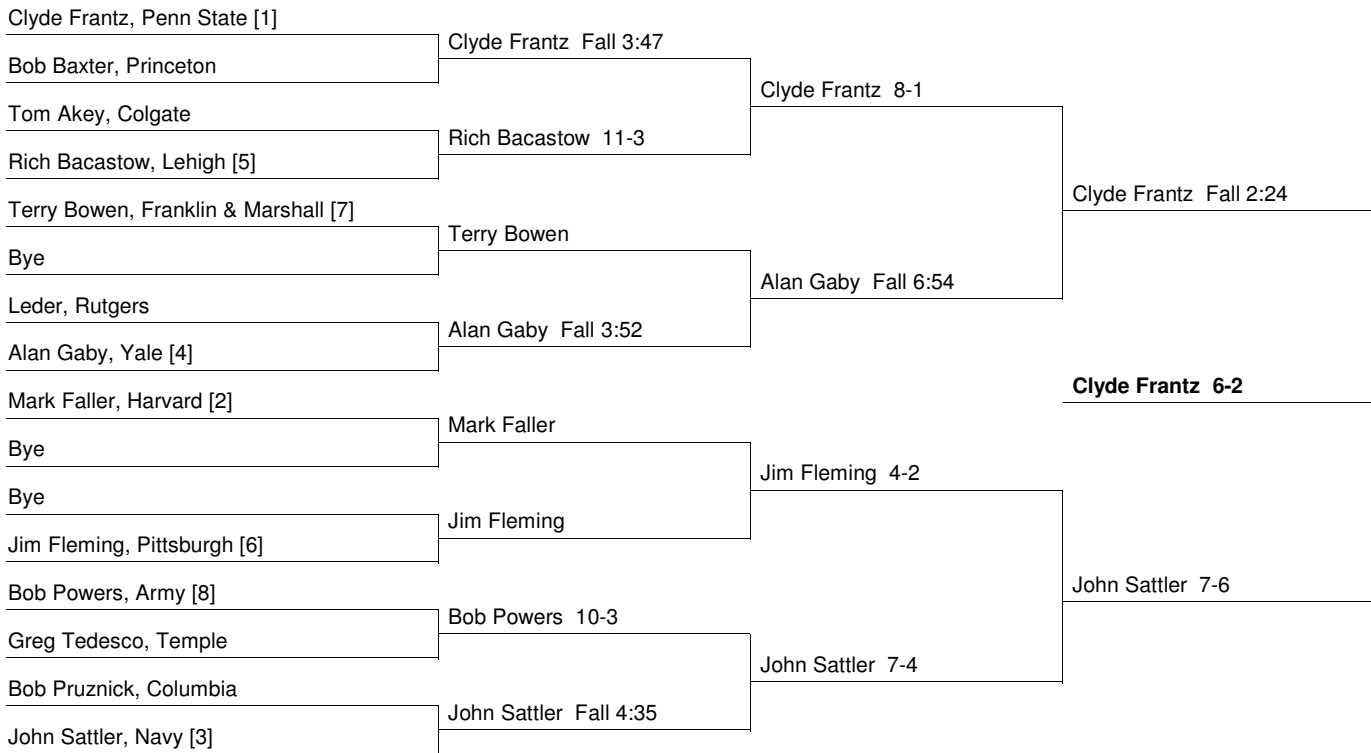 Clyde Frantz, Penn State [1]
Bob Baxter, Princeton
Tom Akey, Colgate
Rich Bacastow, Lehigh [5]
Terry Bowen, Franklin & Marshall [7]
Bye
Leder, Rutgers
Alan Gaby, Yale [4]
Mark Faller, Harvard [2]
Bye
Bye
Jim Fleming, Pittsburgh [6]
Bob Powers, Army [8]
Greg Tedesco, Temple
Bob Pruznick, Columbia
John Sattler, Navy [3]
Clyde Frantz Fall 3:47
Rich Bacastow 11-3
Terry Bowen
Alan Gaby Fall 3:52
Mark Faller
Jim Fleming
Bob Powers 10-3
John Sattler Fall 4:35
Clyde Frantz 8-1
Alan Gaby Fall 6:54
Jim Fleming 4-2
John Sattler 7-4
Clyde Frantz Fall 2:24
Clyde Frantz 6-2
John Sattler 7-6